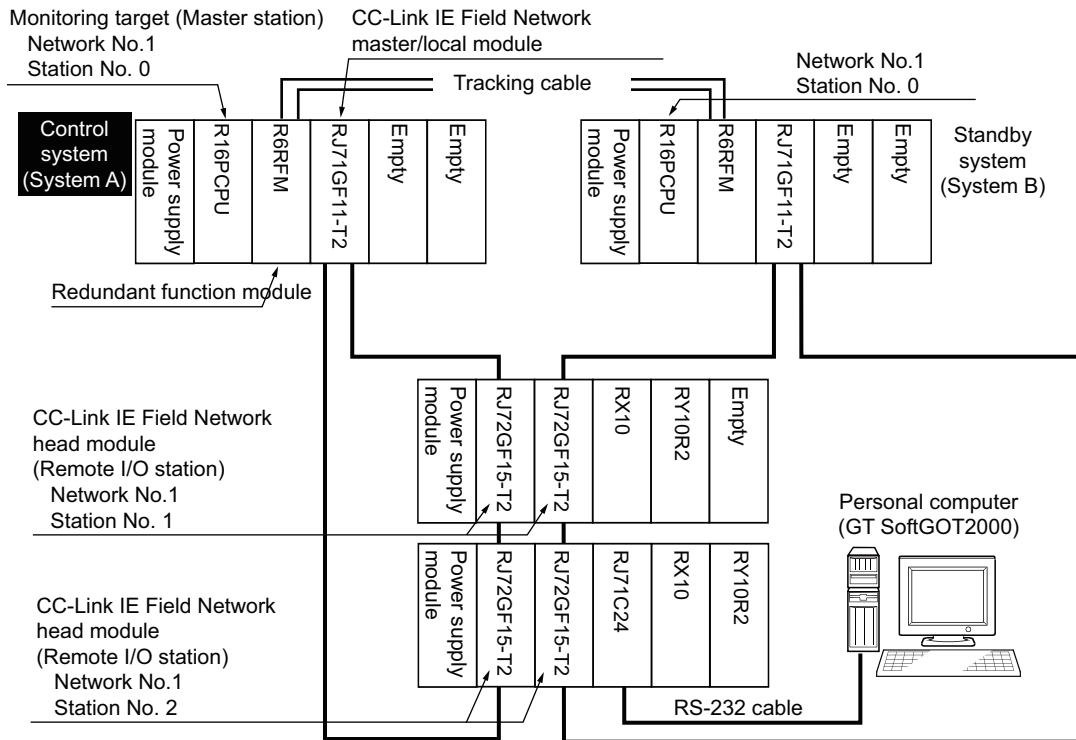 Monitoring target (Master station)
Network No.1
Station No. 0
CC-Link IE Field Network
master/local module
Tracking cable
Network No.1
Station No. 0
Control
system
(System A)
Power supply
module
R16PCPU
R6RFM
RJ71GF11-T2
Empty
Empty
Power supply
module
R16PCPU
R6RFM
RJ71GF11-T2
Empty
Empty
Standby
system
(System B)
Redundant function module
CC-Link IE Field Network
head module
(Remote I/O station)
Network No.1
Station No. 1
Power supply
module
RJ72GF15-T2
RJ72GF15-T2
RX10
RY10R2
Empty
Personal computer
(GT SoftGOT2000)
CC-Link IE Field Network
head module
(Remote I/O station)
Network No.1
Station No. 2
Power supply
module
RJ72GF15-T2
RJ72GF15-T2
RJ71C24
RX10
RY10R2
RS-232 cable